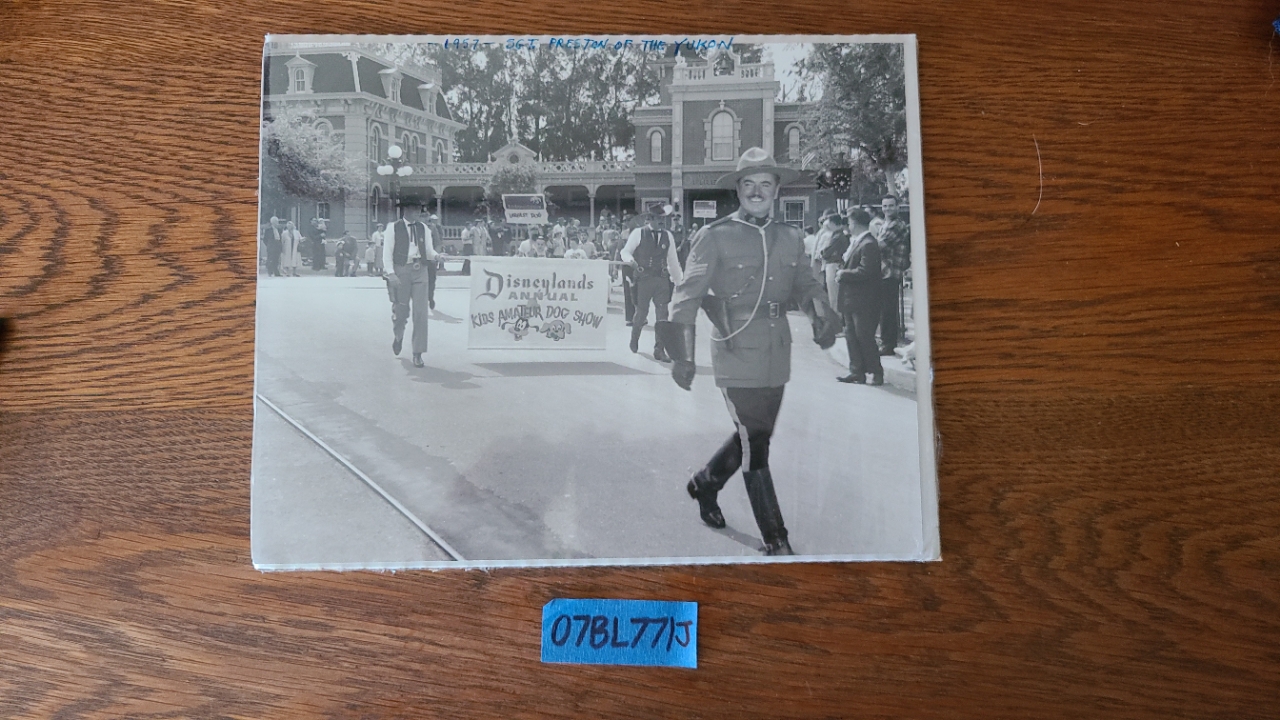 1957- SGT PRESTON OF THE YUKON
Disneylands
ANNUAL
KIDS AMATEUR DOG SHOW
07BL771J